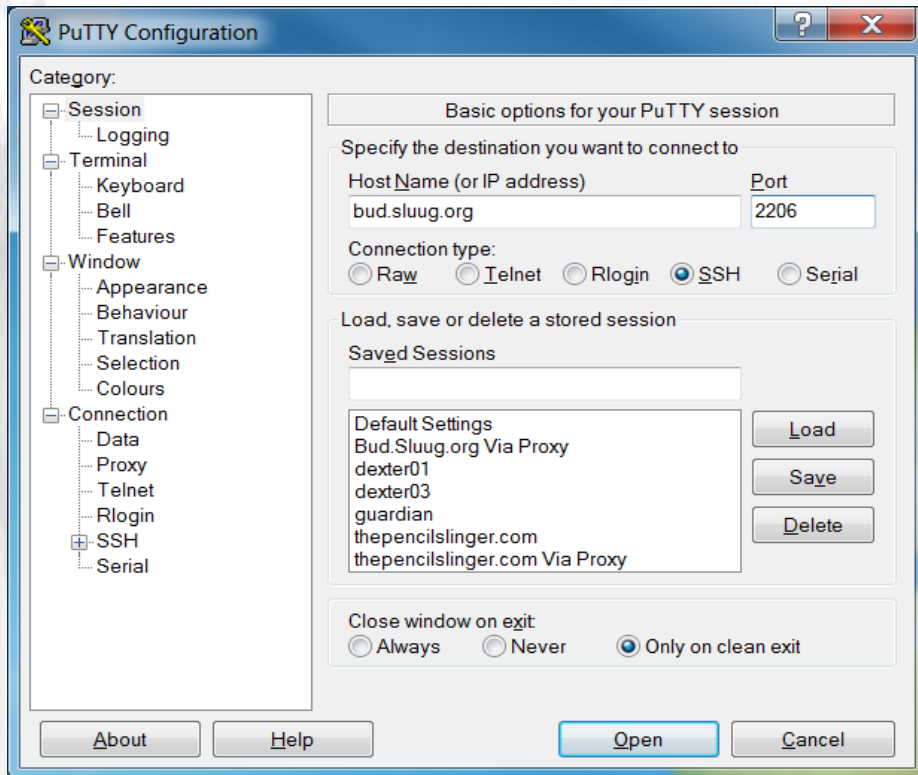 PuTTY Configuration
? X
Category:
Session
Logging
Terminal
Keyboard
Bell
Features
Window
Appearance
Behaviour
Translation
Selection
Colours
Connection
Data
Proxy
Telnet
Rlogin
SSH
Serial
Basic options for your PuTTY session
Specify the destination you want to connect to
Host Name (or IP address) Port
bud.sluug.org 2206
Connection type:
Raw Telnet Rlogin SSH Serial
Load, save or delete a stored session
Saved Sessions
Default Settings
Bud.Sluug.org Via Proxy
dexter01
dexter03
guardian
thepencilslinger.com
thepencilslinger.com Via Proxy
Load
Save
Delete
Close window on exit:
Always Never Only on clean exit
About Help Open Cancel